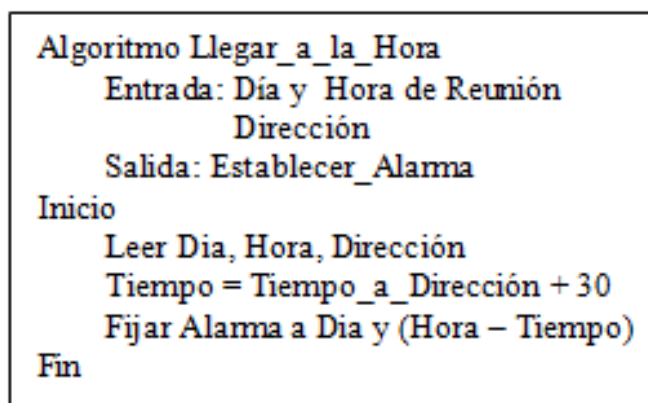 Algoritmo Llegar_a_la_Hora
Entrada: Día y Hora de Reunión
Dirección
Salida: Establecer_Alarma
Inicio
Leer Dia, Hora, Dirección
Tiempo = Tiempo_a_Dirección + 30
Fijar Alarma a Dia y (Hora – Tiempo)
Fin